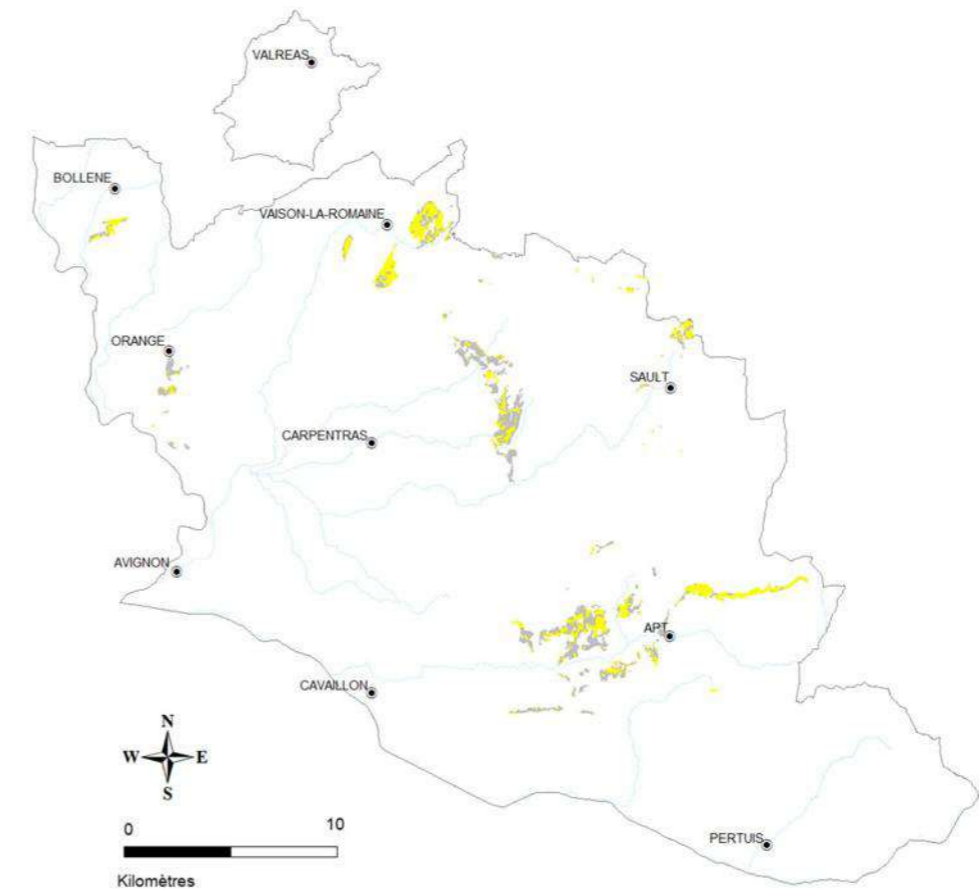 VALREAS
BOLLENE
VAISON-LA-ROMAINE
ORANGE
SAULT
CARPENTRAS
AVIGNON
APT
CAVAILLON
N
W E
S
0 10
PERTUIS
Kilomètres